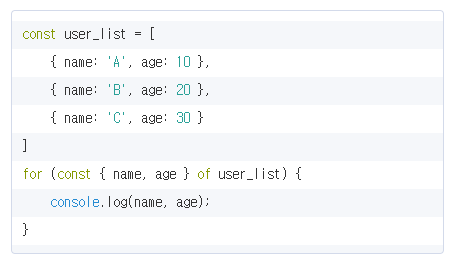 const user_list = [
    { name: 'A', age: 10 },
    { name: 'B', age: 20 },
    { name: 'C', age: 30 }
]
for (const { name, age } of user_list) {
    console.log(name, age);
}